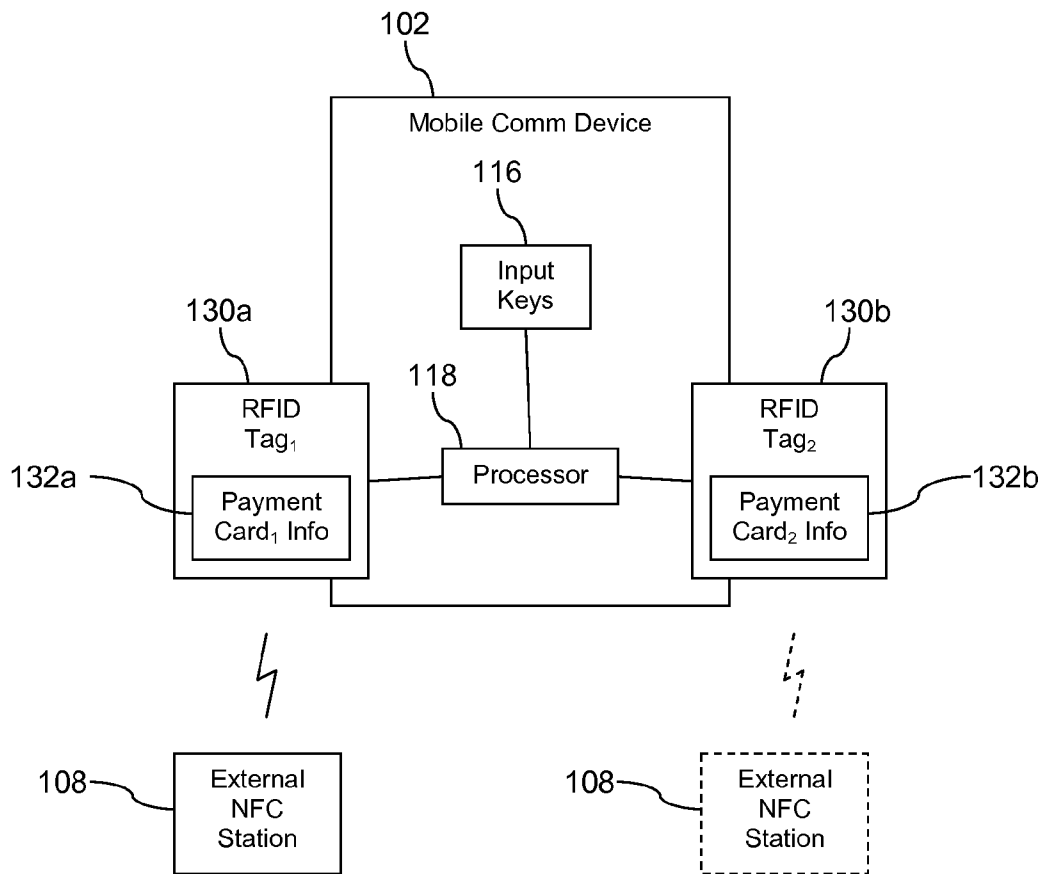 102
Mobile Comm Device
116
Input
Keys
130a
130b
118
RFID
Tag₁
RFID
Tag₂
Processor
132a
Payment
Card₁ Info
Payment
Card₂ Info
132b
108
External
NFC
Station
108
External
NFC
Station